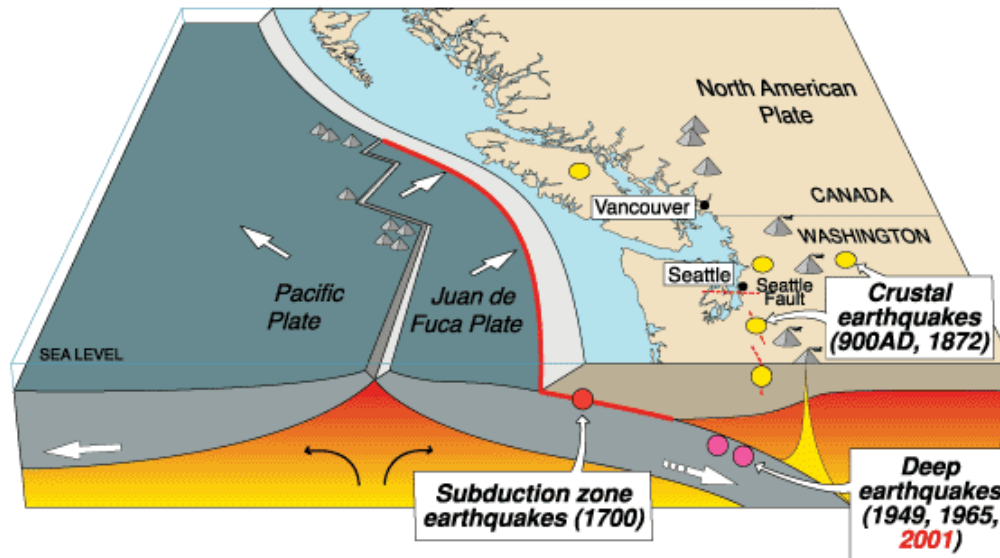 North American
Plate
CANADA
Vancouver
WASHINGTON
Seattle
Seattle
Fault
Pacific
Plate
Juan de
Fuca Plate
Crustal
earthquakes
(900AD, 1872)
SEA LEVEL
Subduction zone
earthquakes (1700)
Deep
earthquakes
(1949, 1965,
2001)